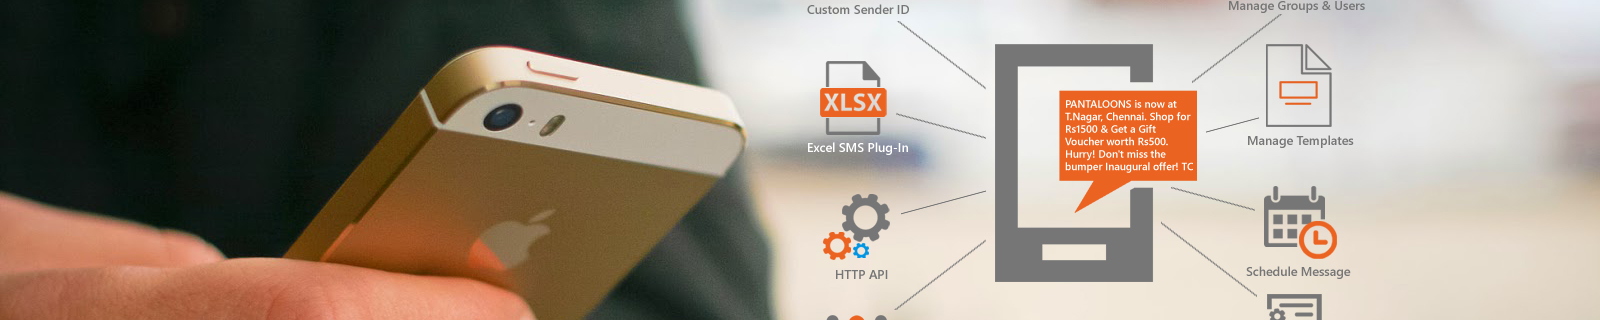 Custom Sender ID
Manage Groups & Users
XLSX
Excel SMS Plug-In
PANTALOONS is now at
T.Nagar, Chennai. Shop for
Rs1500 & Get a Gift
Voucher worth Rs500.
Hurry! Don't miss the
bumper Inaugural offer! TC
Manage Templates
HTTP API
Schedule Message